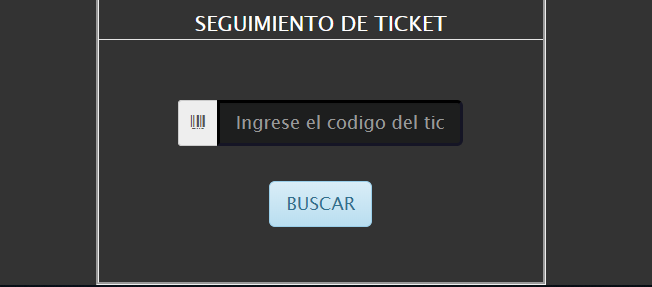 SEGUIMIENTO DE TICKET
Ingrese el codigo del tic
BUSCAR